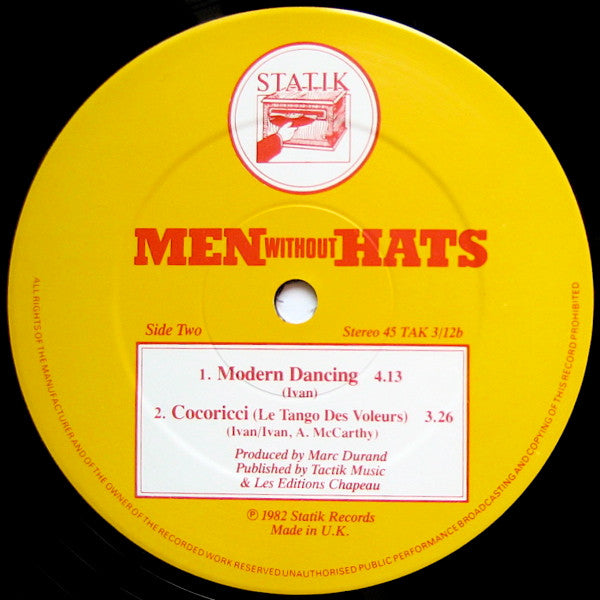 STATIK
MEN WITHOUT HATS
Side Two
Stereo 45 TAK 3/12b
1. Modern Dancing 4.13
(Ivan)
2. Cocoricci (Le Tango Des Voleurs) 3.26
(Ivan/Ivan, A. McCarthy)
Produced by Marc Durand
Published by Tactik Music
& Les Editions Chapeau
℗ 1982 Statik Records
Made in U.K.
ALL RIGHTS OF THE MANUFACTURER AND OF THE OWNER OF THE RECORDED WORK RESERVED UNAUTHORISED PUBLIC PERFORMANCE BROADCASTING AND COPYING OF THIS RECORD PROHIBITED